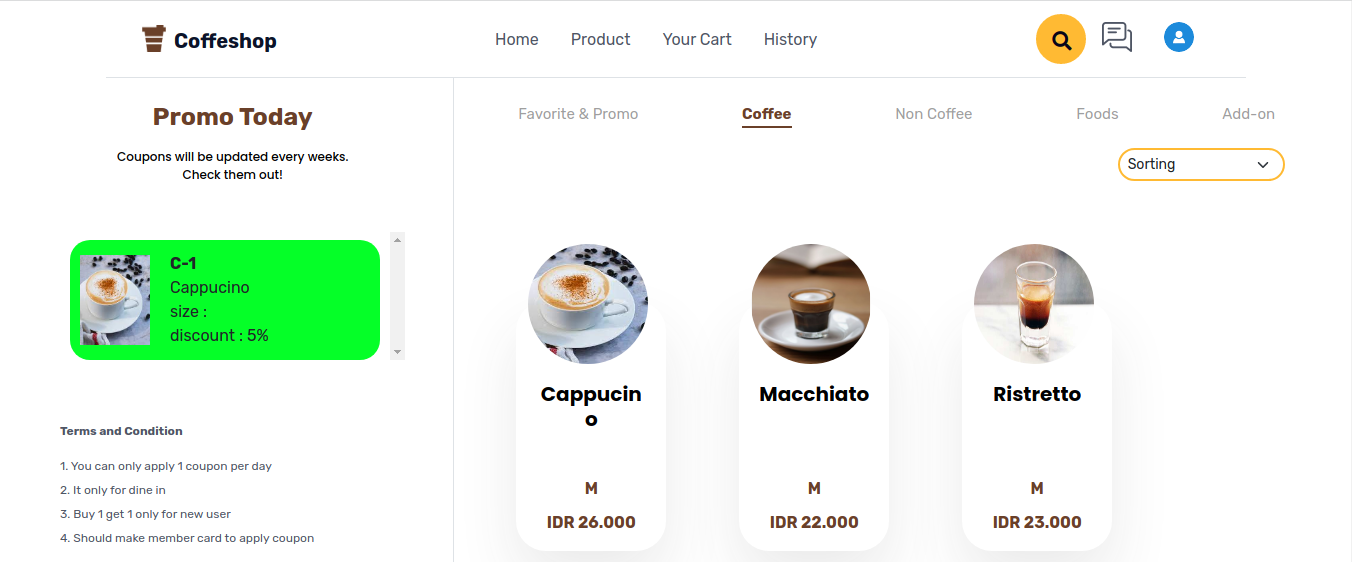 Coffeshop
Home Product Your Cart History
Promo Today
Coupons will be updated every weeks.
Check them out!
C-1
Cappucino
size :
discount : 5%
Terms and Condition
1. You can only apply 1 coupon per day
2. It only for dine in
3. Buy 1 get 1 only for new user
4. Should make member card to apply coupon
Favorite & Promo Coffee Non Coffee Foods Add-on
Sorting
Cappucin
o
M
IDR 26.000
Macchiato
M
IDR 22.000
Ristretto
M
IDR 23.000